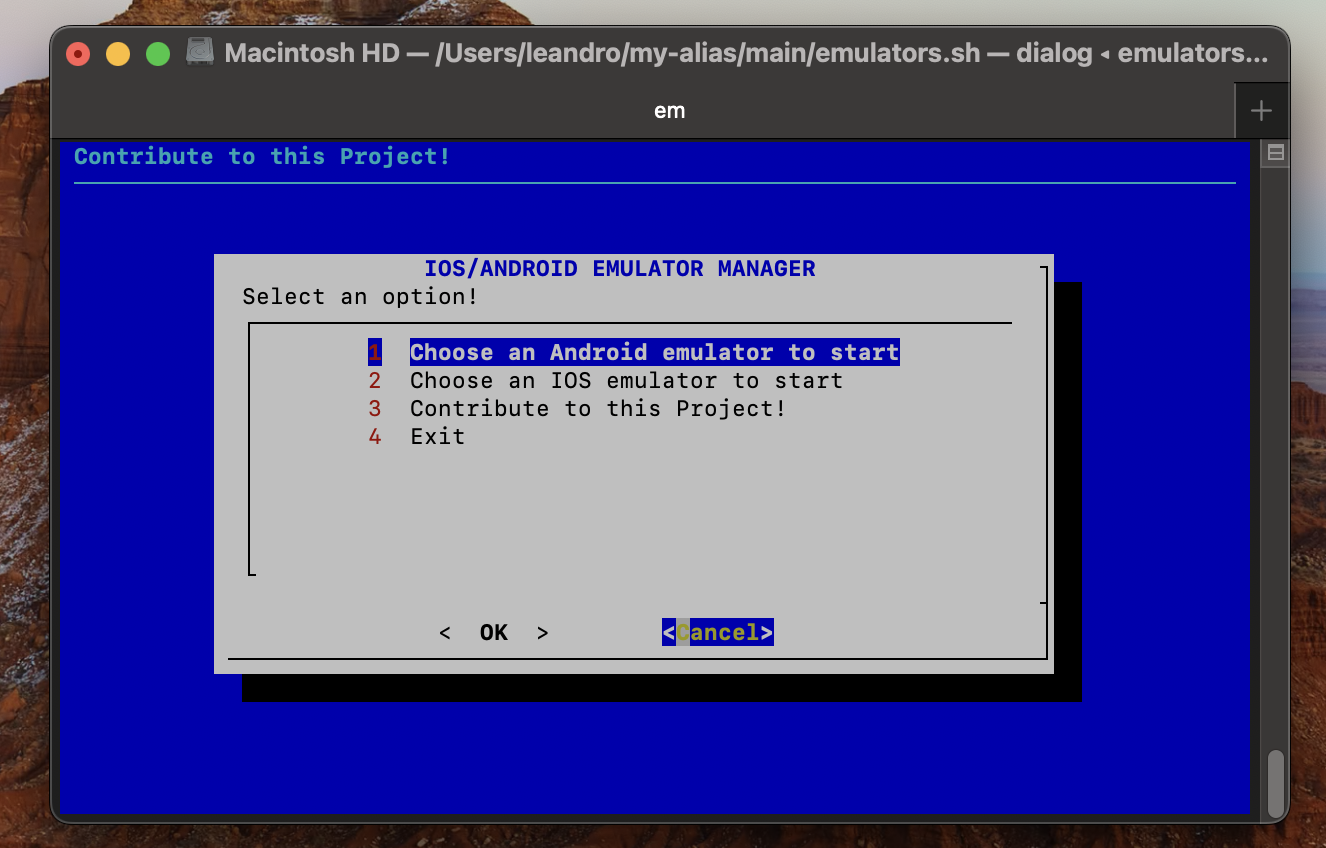 Macintosh HD — /Users/leandro/my-alias/main/emulators.sh — dialog ◂ emulators...
em
Contribute to this Project!
IOS/ANDROID EMULATOR MANAGER
Select an option!
1 Choose an Android emulator to start
2 Choose an IOS emulator to start
3 Contribute to this Project!
4 Exit
< OK > <Cancel>